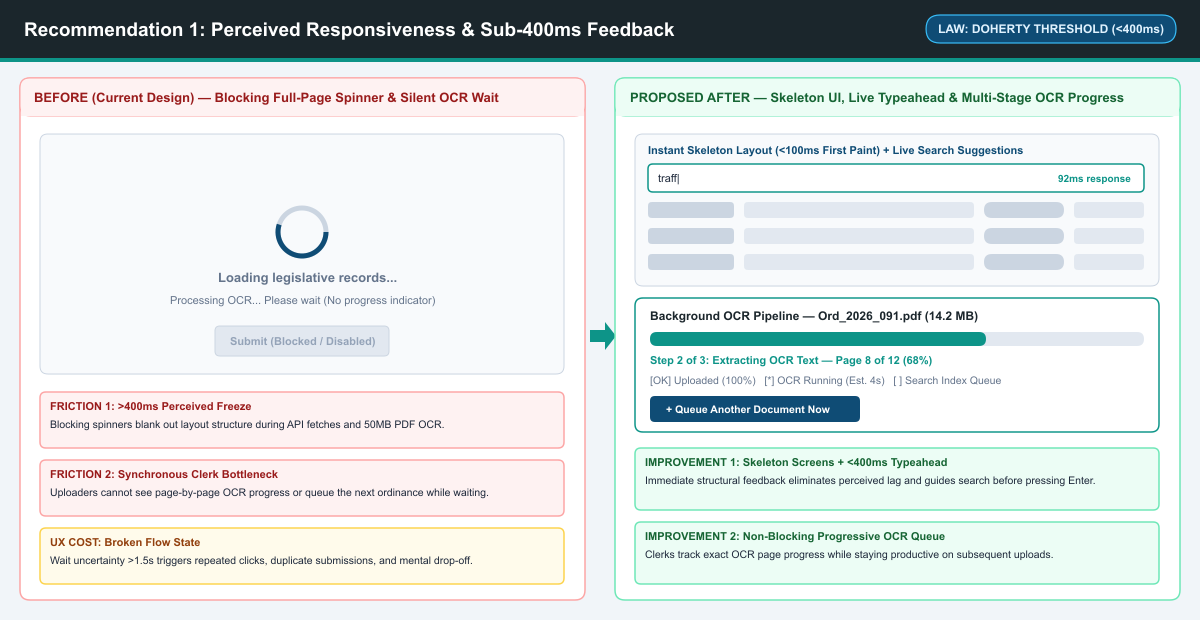 Recommendation 1: Perceived Responsiveness & Sub-400ms Feedback
LAW: DOHERTY THRESHOLD (<400ms)
BEFORE (Current Design) — Blocking Full-Page Spinner & Silent OCR Wait
Loading legislative records...
Processing OCR... Please wait (No progress indicator)
Submit (Blocked / Disabled)
FRICTION 1: >400ms Perceived Freeze
Blocking spinners blank out layout structure during API fetches and 50MB PDF OCR.
FRICTION 2: Synchronous Clerk Bottleneck
Uploaders cannot see page-by-page OCR progress or queue the next ordinance while waiting.
UX COST: Broken Flow State
Wait uncertainty >1.5s triggers repeated clicks, duplicate submissions, and mental drop-off.
PROPOSED AFTER — Skeleton UI, Live Typeahead & Multi-Stage OCR Progress
Instant Skeleton Layout (<100ms First Paint) + Live Search Suggestions
traff|
92ms response
Background OCR Pipeline — Ord_2026_091.pdf (14.2 MB)
Step 2 of 3: Extracting OCR Text — Page 8 of 12 (68%)
[OK] Uploaded (100%) [*] OCR Running (Est. 4s) [ ] Search Index Queue
+ Queue Another Document Now
IMPROVEMENT 1: Skeleton Screens + <400ms Typeahead
Immediate structural feedback eliminates perceived lag and guides search before pressing Enter.
IMPROVEMENT 2: Non-Blocking Progressive OCR Queue
Clerks track exact OCR page progress while staying productive on subsequent uploads.